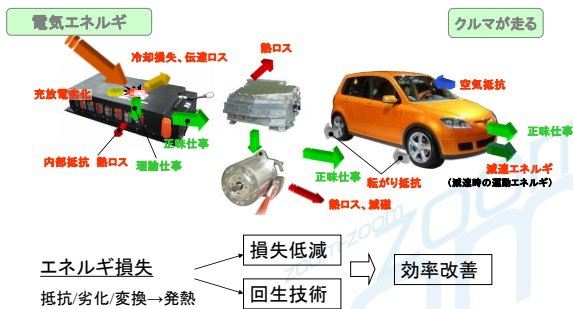 電気エネルギ
クルマが走る
冷却損失、伝達ロス
熱ロス
空気抵抗
充放電劣化
正味仕事
正味仕事
内部抵抗 熱ロス
理論仕事
減速エネルギ
(減速時の運動エネルギ)
正味仕事
転がり抵抗
熱ロス、減磁
エネルギ損失
抵抗/劣化/変換→発熱
損失低減
回生技術
効率改善
zoom-zoom